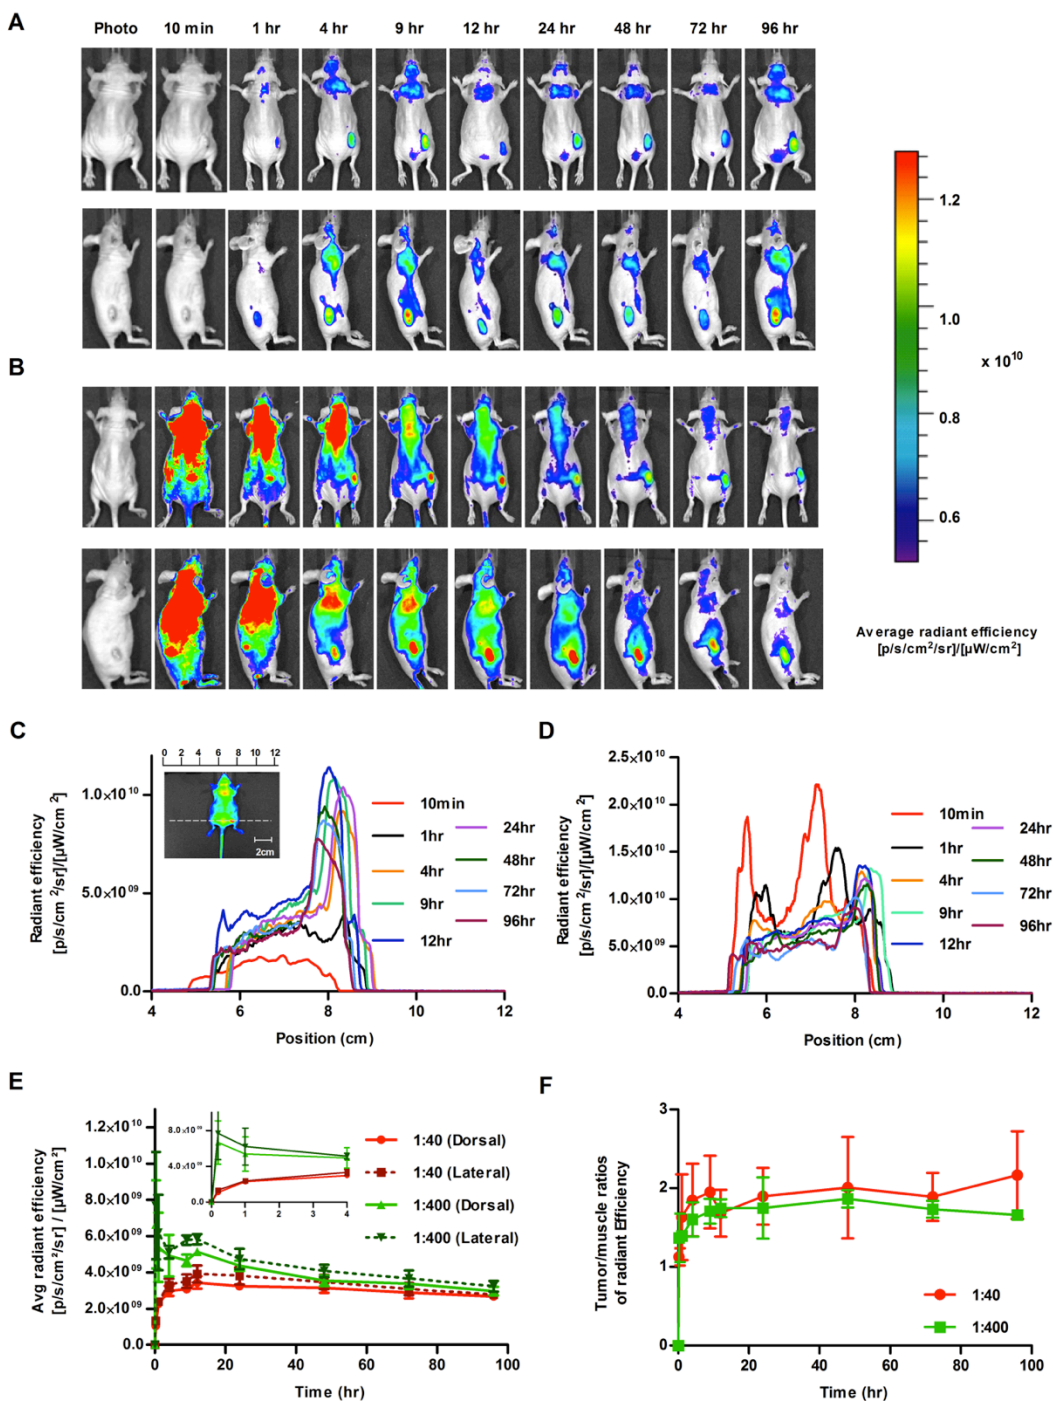 A
Photo 10 min 1 hr 4 hr 9 hr 12 hr 24 hr 48 hr 72 hr 96 hr
B
1.2
1.0
0.8
0.6
x 10¹⁰
Average radiant efficiency
[p/s/cm²/sr]/[µW/cm²]
C
0 2 4 6 8 10 12
2cm
1.0×10¹⁰
5.0×10⁰⁹
0.0
Radiant efficiency
[p/s/cm²/sr]/[µW/cm²]
10min
1hr
4hr
9hr
12hr
24hr
48hr
72hr
96hr
4 6 8 10 12
Position (cm)
D
2.5×10¹⁰
2.0×10¹⁰
1.5×10¹⁰
1.0×10¹⁰
5.0×10⁰⁹
0.0
Radiant efficiency
[p/s/cm²/sr]/[µW/cm²]
10min
1hr
4hr
9hr
12hr
24hr
48hr
72hr
96hr
4 6 8 10 12
Position (cm)
E
1.2×10¹⁰
1.0×10¹⁰
8.0×10⁰⁹
6.0×10⁰⁹
4.0×10⁰⁹
2.0×10⁰⁹
0.0
Avg radiant efficiency
[p/s/cm²/sr] / [µW/cm²]
8.0×10⁰⁹
4.0×10⁰⁹
0.0
0 1 2 3 4
1:40 (Dorsal)
1:40 (Lateral)
1:400 (Dorsal)
1:400 (Lateral)
0 20 40 60 80 100
Time (hr)
F
3
2
1
0
Tumor/muscle ratios
of radiant Efficiency
1:40
1:400
0 20 40 60 80 100
Time (hr)